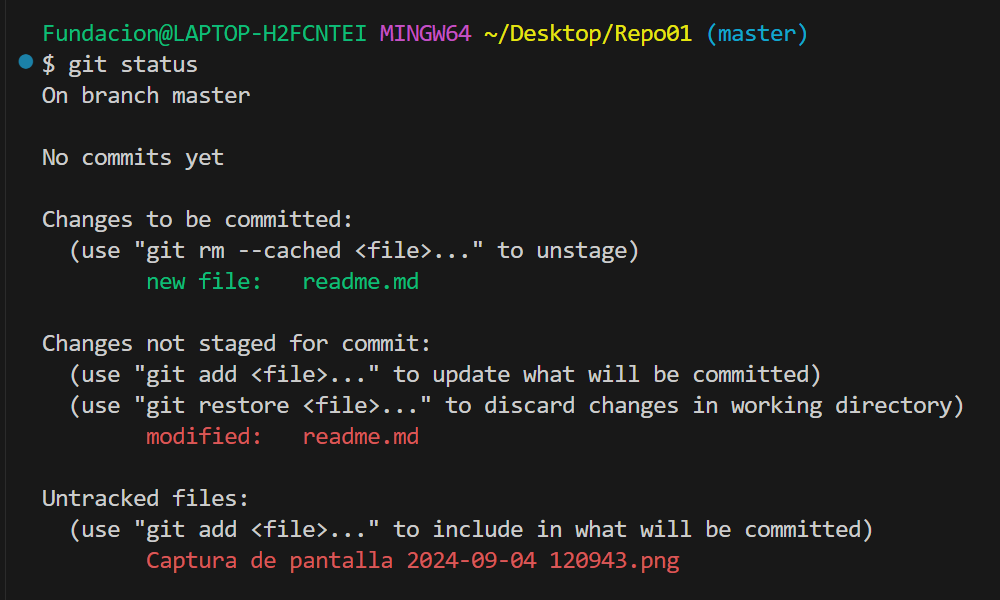 Fundacion@LAPTOP-H2FCNTEI MINGW64 ~/Desktop/Repo01 (master)
$ git status
On branch master
No commits yet
Changes to be committed:
(use "git rm --cached <file>..." to unstage)
new file: readme.md
Changes not staged for commit:
(use "git add <file>..." to update what will be committed)
(use "git restore <file>..." to discard changes in working directory)
modified: readme.md
Untracked files:
(use "git add <file>..." to include in what will be committed)
Captura de pantalla 2024-09-04 120943.png